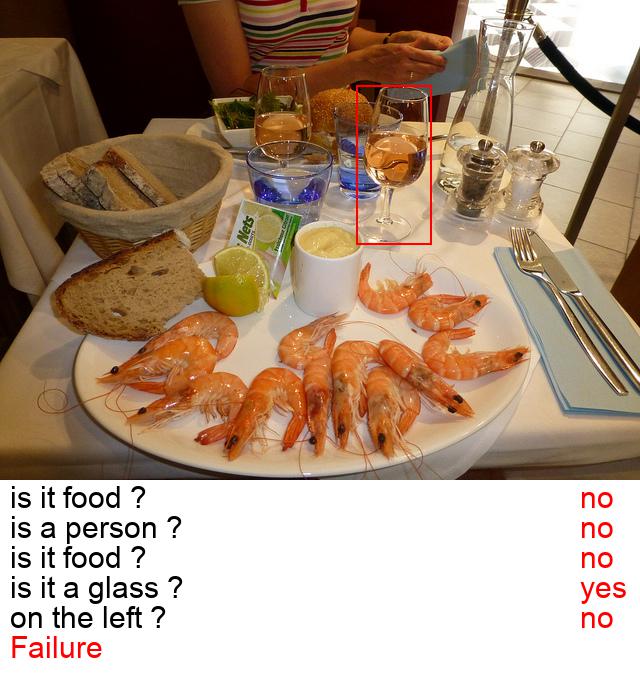 Nets
is it food ? no
is a person ? no
is it food ? no
is it a glass ? yes
on the left ? no
Failure